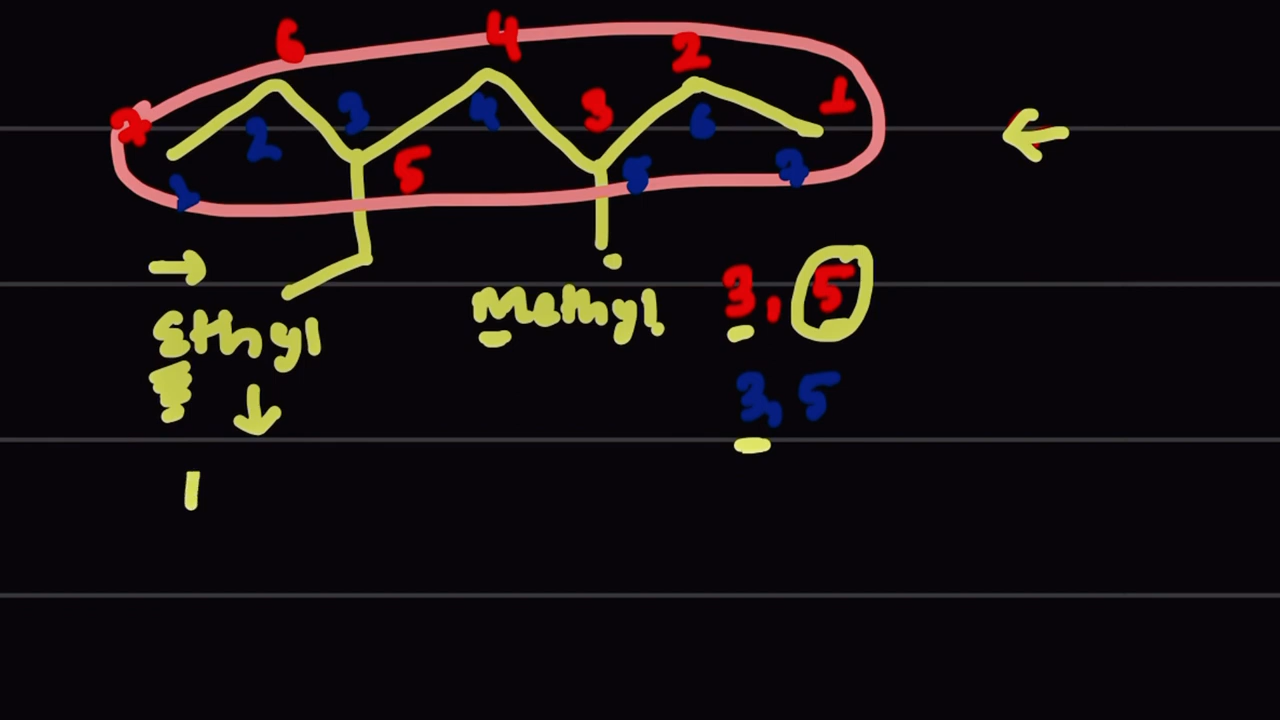 6 4 2 1
7 2 3 4 3 6
1 5 5 7
Ethyl Methyl 3, 5
3, 5
1